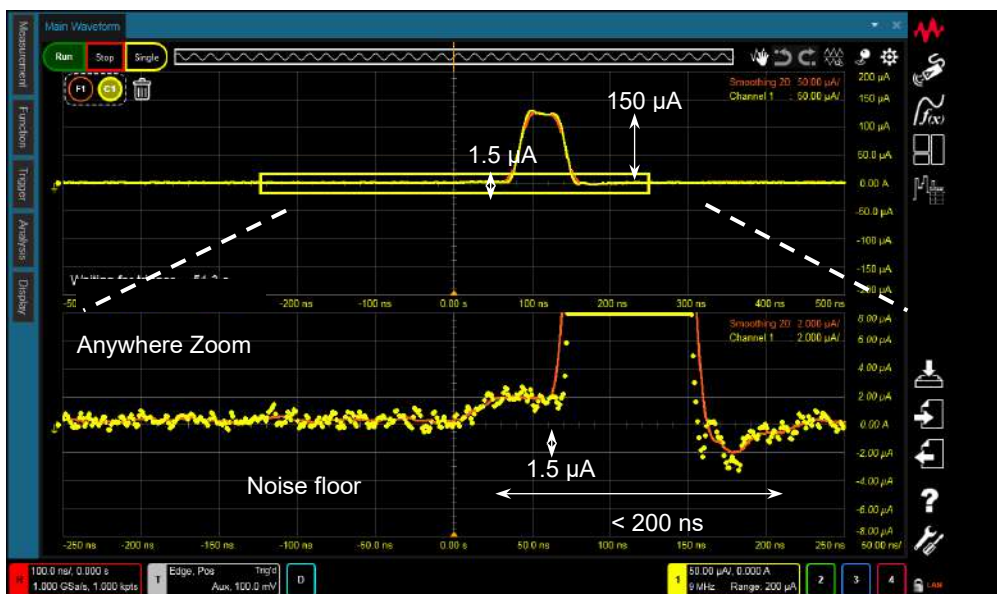 Main Waveform
Measurement
Function
Trigger
Analysis
Display
Run
Stop
Single
F1
C1
Smoothing 20 50.00 µA/
Channel 1 : 50.00 µA/
200 µA
150 µA
100 µA
50.0 µA
0.00 A
-50.0 µA
-100 µA
-150 µA
-200 µA
150 µA
1.5 µA
-200 ns
-100 ns
0.00 s
100 ns
200 ns
300 ns
400 ns
500 ns
Anywhere Zoom
Smoothing 20 2.000 µA/
Channel 1 : 2.000 µA/
8.00 µA
6.00 µA
4.00 µA
2.00 µA
0.00 A
-2.00 µA
-4.00 µA
-6.00 µA
-8.00 µA
1.5 µA
Noise floor
< 200 ns
-250 ns
-200 ns
-150 ns
-100 ns
-50.0 ns
0.00 s
50.0 ns
100 ns
150 ns
200 ns
250 ns
50.00 ns/
f(x)
?
R
100.0 ns/, 0.000 s
1.000 GSa/s, 1.000 kpts
T
Edge, Pos Trig'd
Aux, 100.0 mV
D
1
50.00 µA/, 0.000 A
9 MHz Range: 200 µA
2
3
4
LAN